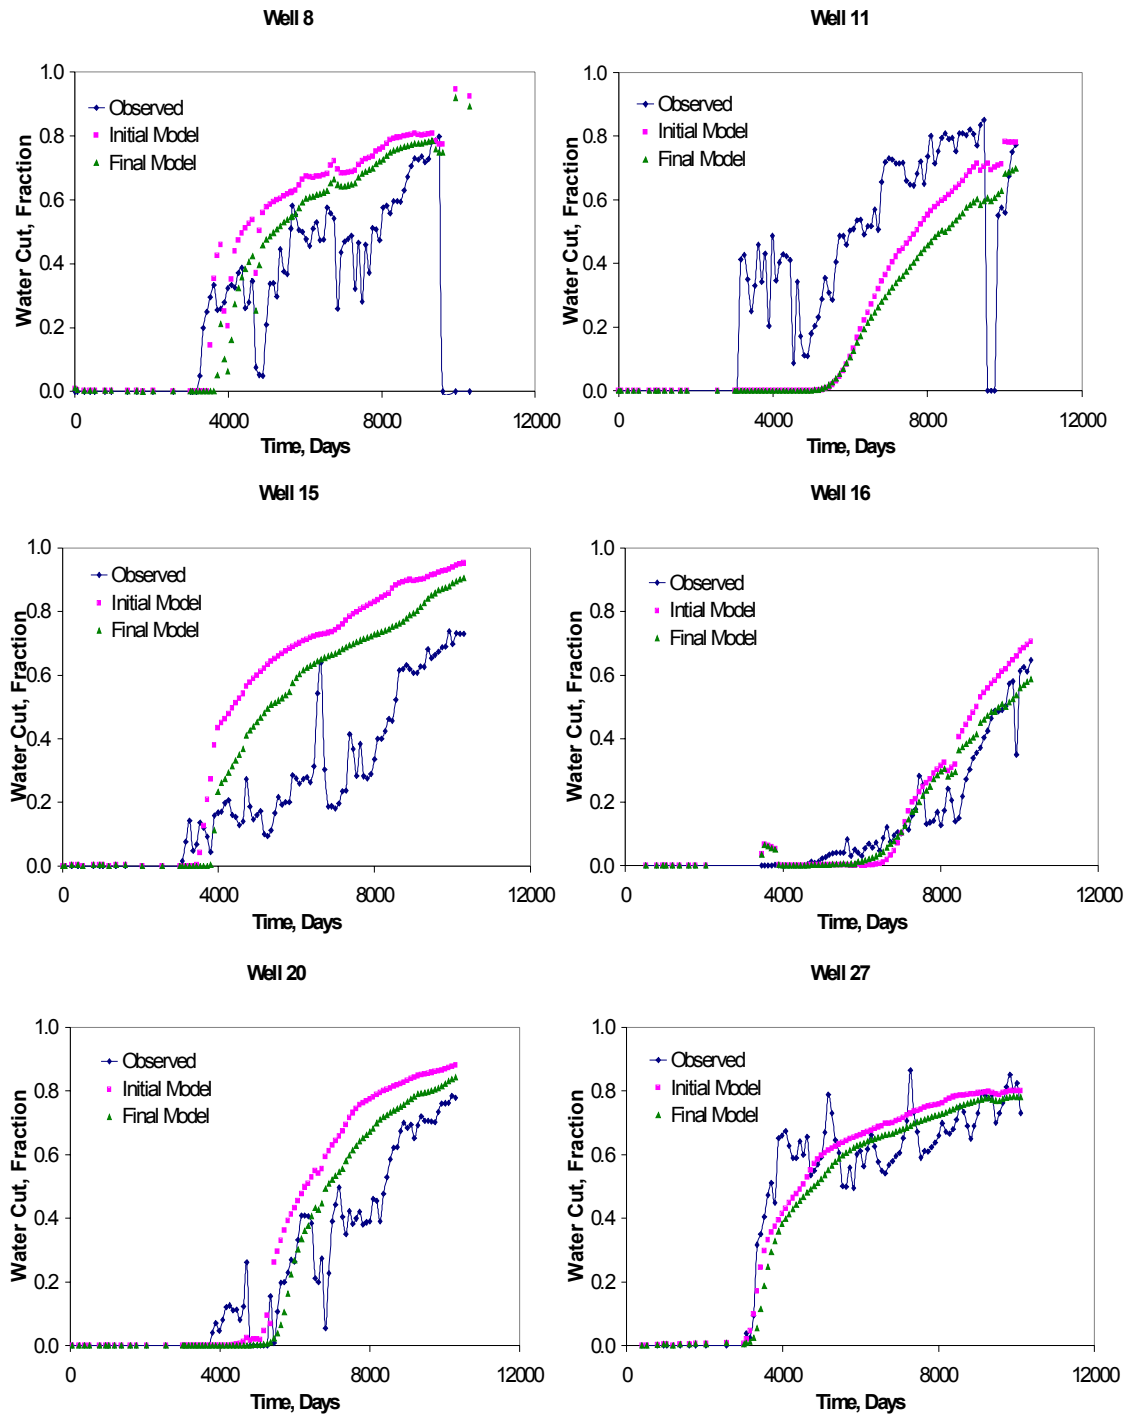 Well 8
Water Cut, Fraction
1.0
0.8
0.6
0.4
0.2
0.0
Observed
Initial Model
Final Model
0
4000
8000
12000
Time, Days
Well 11
Water Cut, Fraction
1.0
0.8
0.6
0.4
0.2
0.0
Observed
Initial Model
Final Model
0
4000
8000
12000
Time, Days
Well 15
Water Cut, Fraction
1.0
0.8
0.6
0.4
0.2
0.0
Observed
Initial Model
Final Model
0
4000
8000
12000
Time, Days
Well 16
Water Cut, Fraction
1.0
0.8
0.6
0.4
0.2
0.0
Observed
Intial Model
Final Model
0
4000
8000
12000
Time, Days
Well 20
Water Cut, Fraction
1.0
0.8
0.6
0.4
0.2
0.0
Observed
Initial Model
Final Model
0
4000
8000
12000
Time, Days
Well 27
Water Cut, Fraction
1.0
0.8
0.6
0.4
0.2
0.0
Observed
Initial Model
Final Model
0
4000
8000
12000
Time, Days